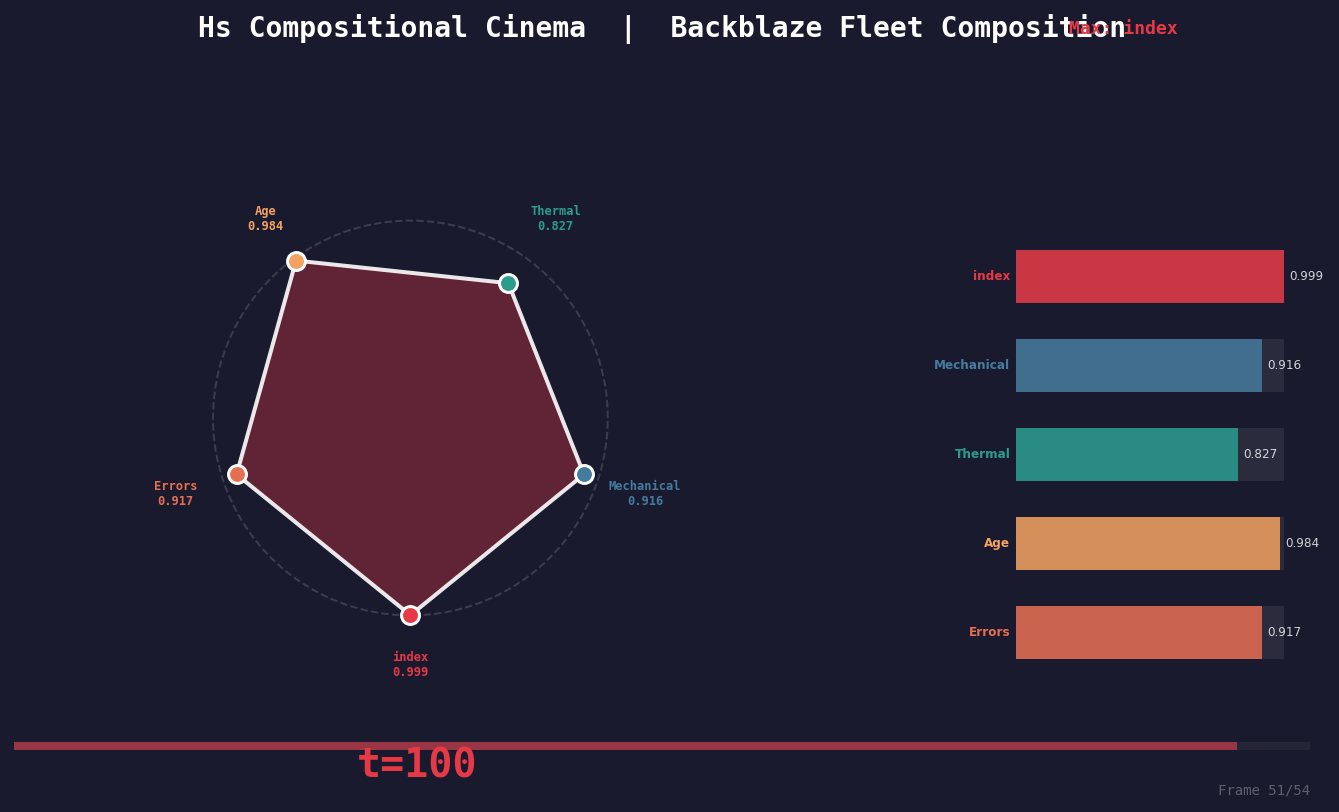 Hs Compositional Cinema | Backblaze Fleet Composition
Max: index
Age
0.984
Thermal
0.827
Errors
0.917
Mechanical
0.916
index
0.999
index 0.999
Mechanical 0.916
Thermal 0.827
Age 0.984
Errors 0.917
t=100
Frame 51/54